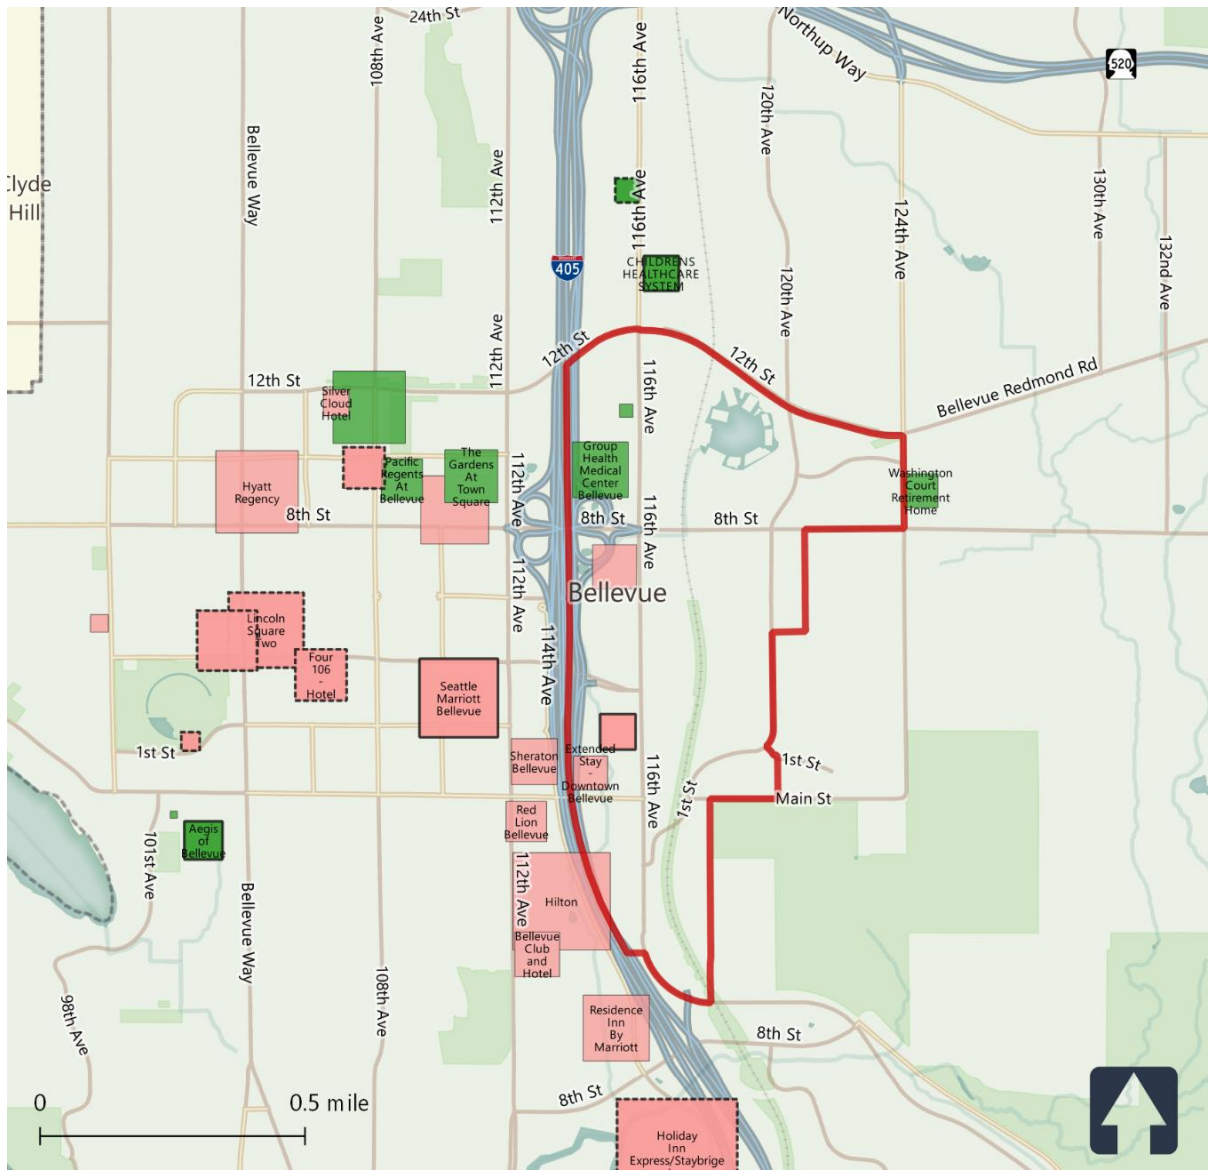 24th St
108th Ave
116th Ave
Northup Way
520
120th Ave
Bellevue Way
112th Ave
116th Ave
130th Ave
Clyde
Hill
124th Ave
132nd Ave
405
CHILDRENS
HEALTHCARE
SYSTEM
120th Ave
112th Ave
12th St
12th St
116th Ave
Bellevue Redmond Rd
12th St
Silver
Cloud
Hotel
Hyatt
Regency
Pacific
Regents
At
Bellevue
The
Gardens
At
Town
Square
112th Ave
Group
Health
Medical
Center
Bellevue
116th Ave
Washington
Court
Retirement
Home
8th St
8th St
8th St
112th Ave
Bellevue
Lincoln
Square
Two
Four
106
-
Hotel
114th Ave
Seattle
Marriott
Bellevue
1st St
Sheraton
Bellevue
Extended
Stay
-
Downtown
Bellevue
116th Ave
1st St
1st St
Main St
Red
Lion
Bellevue
101st Ave
Aegis
of
Bellevue
Bellevue Way
112th Ave
Hilton
Bellevue
Club
and
Hotel
98th Ave
108th Ave
Residence
Inn
By
Marriott
8th St
8th St
0
0.5 mile
Holiday
Inn
Express/Staybrige